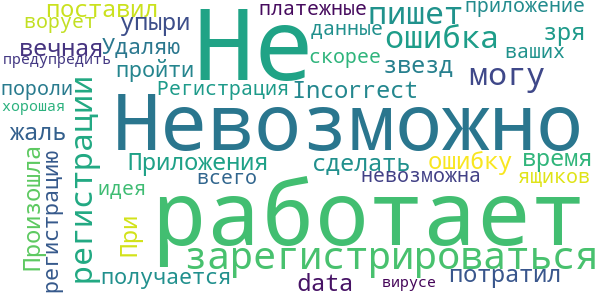 поставил
ворует
упыри
Не
платежные
пишет
приложение
вечная
Удаляю
данные
ошибка
зря
предупредить
пройти
скорее
звезд
ваших
пороли
Регистрация
Incorrect
могу
хорошая
регистрации
Невозможно
жаль
Произошла
регистрацию
Приложения
сделать
ошибку
время
идея
всего
невозможна
ящиков
При
работает
зарегистрироваться
получается
data
вирусе
потратил